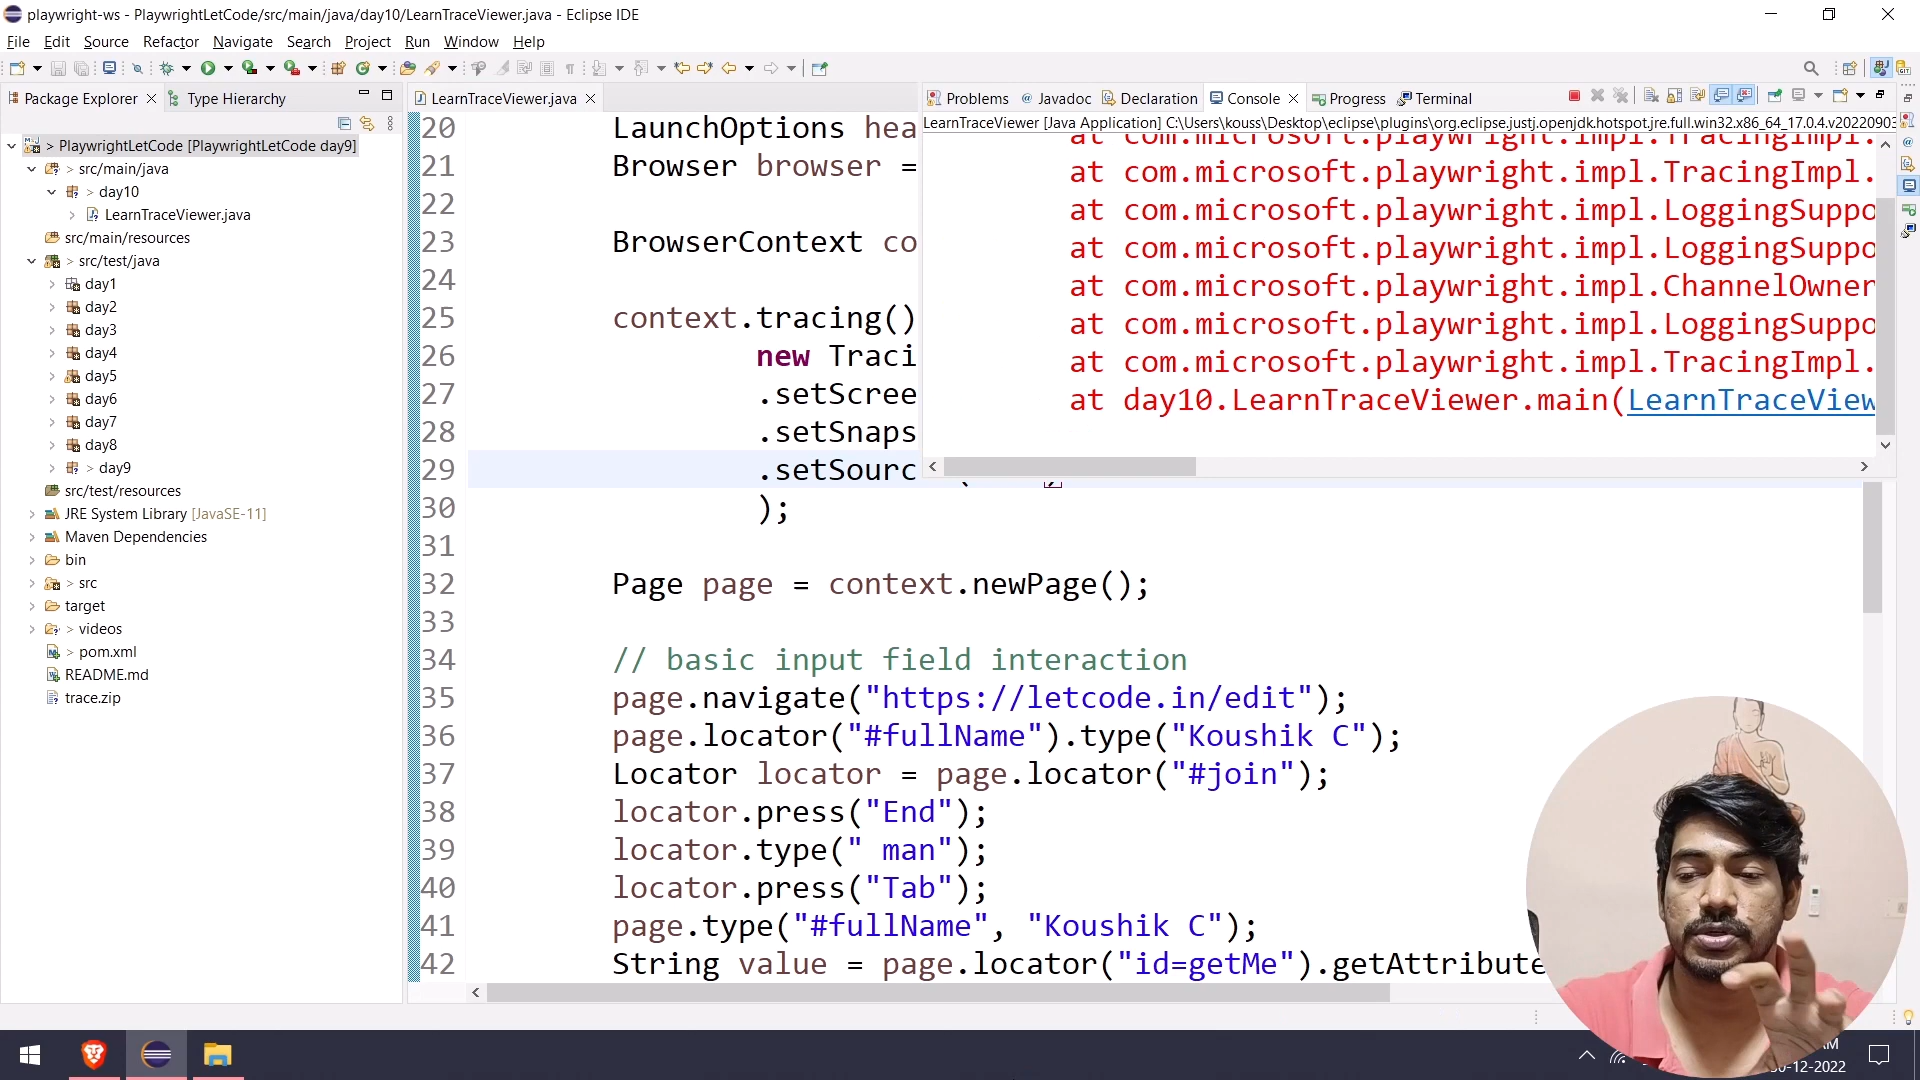 playwright-ws - PlaywrightLetCode/src/main/java/day10/LearnTraceViewer.java - Eclipse IDE
File Edit Source Refactor Navigate Search Project Run Window Help
Package Explorer Type Hierarchy
> PlaywrightLetCode [PlaywrightLetCode day9]
> src/main/java
> day10
LearnTraceViewer.java
src/main/resources
> src/test/java
day1
day2
day3
day4
day5
day6
day7
day8
> day9
src/test/resources
JRE System Library [JavaSE-11]
Maven Dependencies
bin
> src
target
> videos
> pom.xml
README.md
trace.zip
LearnTraceViewer.java
20 LaunchOptions hea
21 Browser browser =
22
23 BrowserContext co
24
25 context.tracing()
26 new Traci
27 .setScree
28 .setSnaps
29 .setSourc
30 );
31
32 Page page = context.newPage();
33
34 // basic input field interaction
35 page.navigate("https://letcode.in/edit");
36 page.locator("#fullName").type("Koushik C");
37 Locator locator = page.locator("#join");
38 locator.press("End");
39 locator.type(" man");
40 locator.press("Tab");
41 page.type("#fullName", "Koushik C");
42 String value = page.locator("id=getMe").getAttribute
Problems Javadoc Declaration Console Progress Terminal
LearnTraceViewer [Java Application] C:\Users\kouss\Desktop\eclipse\plugins\org.eclipse.justj.openjdk.hotspot.jre.full.win32.x86_64_17.0.4.v20220903
at com.microsoft.playwright.impl.TracingImpl.
at com.microsoft.playwright.impl.TracingImpl.
at com.microsoft.playwright.impl.LoggingSuppo
at com.microsoft.playwright.impl.LoggingSuppo
at com.microsoft.playwright.impl.ChannelOwner
at com.microsoft.playwright.impl.LoggingSuppo
at com.microsoft.playwright.impl.TracingImpl.
at day10.LearnTraceViewer.main(LearnTraceView
AM
30-12-2022